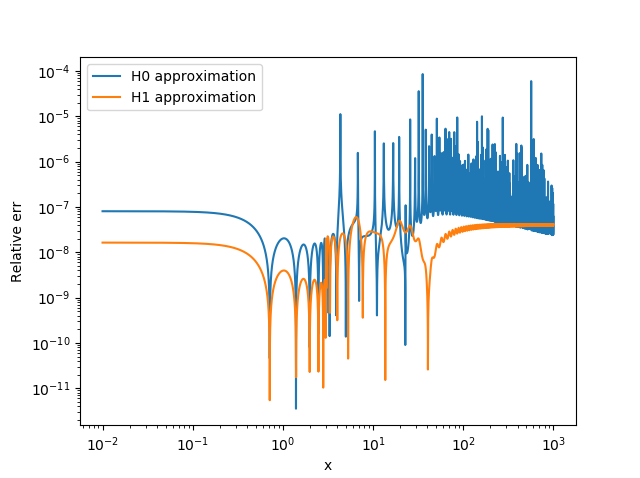 H0 approximation
H1 approximation
Relative err
10⁻⁴
10⁻⁵
10⁻⁶
10⁻⁷
10⁻⁸
10⁻⁹
10⁻¹⁰
10⁻¹¹
10⁻² 10⁻¹ 10⁰ 10¹ 10² 10³
x